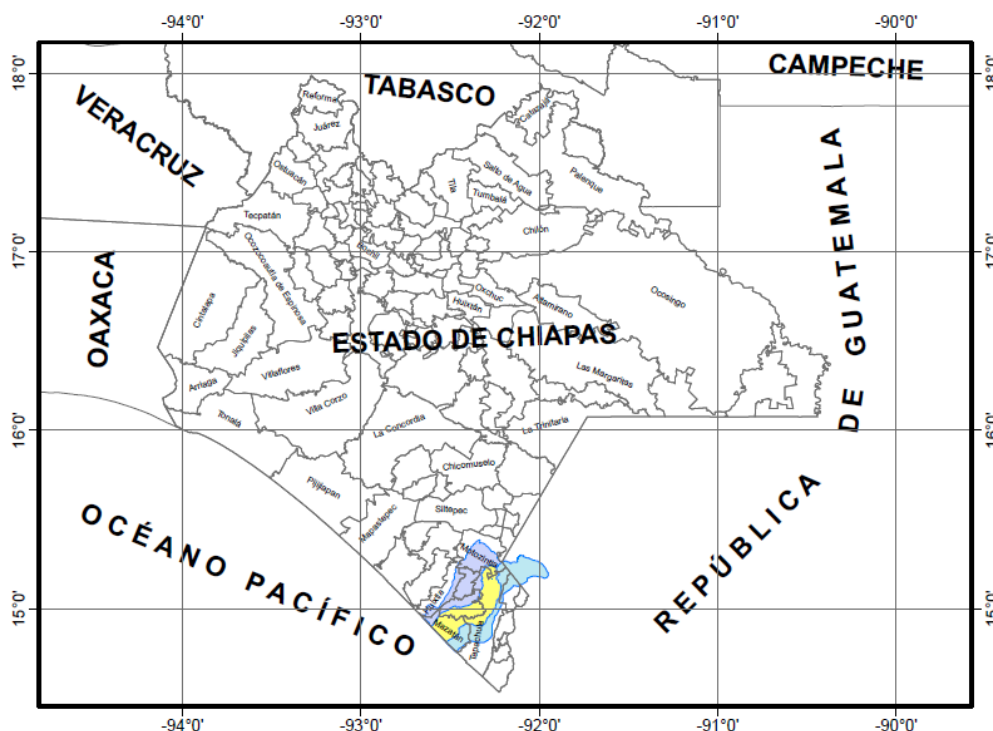 -94°0' -93°0' -92°0' -91°0' -90°0'
18°0' 18°0'
CAMPECHE
TABASCO
VERACRUZ
Reforma
Juárez
Catazajá
Ostuacán
Tila
Salto de Agua
Palenque
Tumbalá
Tecpatán
Chilón
17°0' 17°0'
Ocozocoautla de Espinosa
OAXACA
Cintalapa
Jiquipilas
Oxchuc
Huixtán
Altamirano
Ocosingo
ESTADO DE CHIAPAS
DE GUATEMALA
Arriaga
Villaflores
Las Margaritas
Villa Corzo
Tonalá
La Concordia
La Trinitaria
16°0' 16°0'
Chicomuselo
Pijijiapan
Mapastepec
Siltepec
OCÉANO PACÍFICO
REPÚBLICA
Motozintla
15°0' 15°0'
Mazatán
Tapachula
-94°0' -93°0' -92°0' -91°0' -90°0'